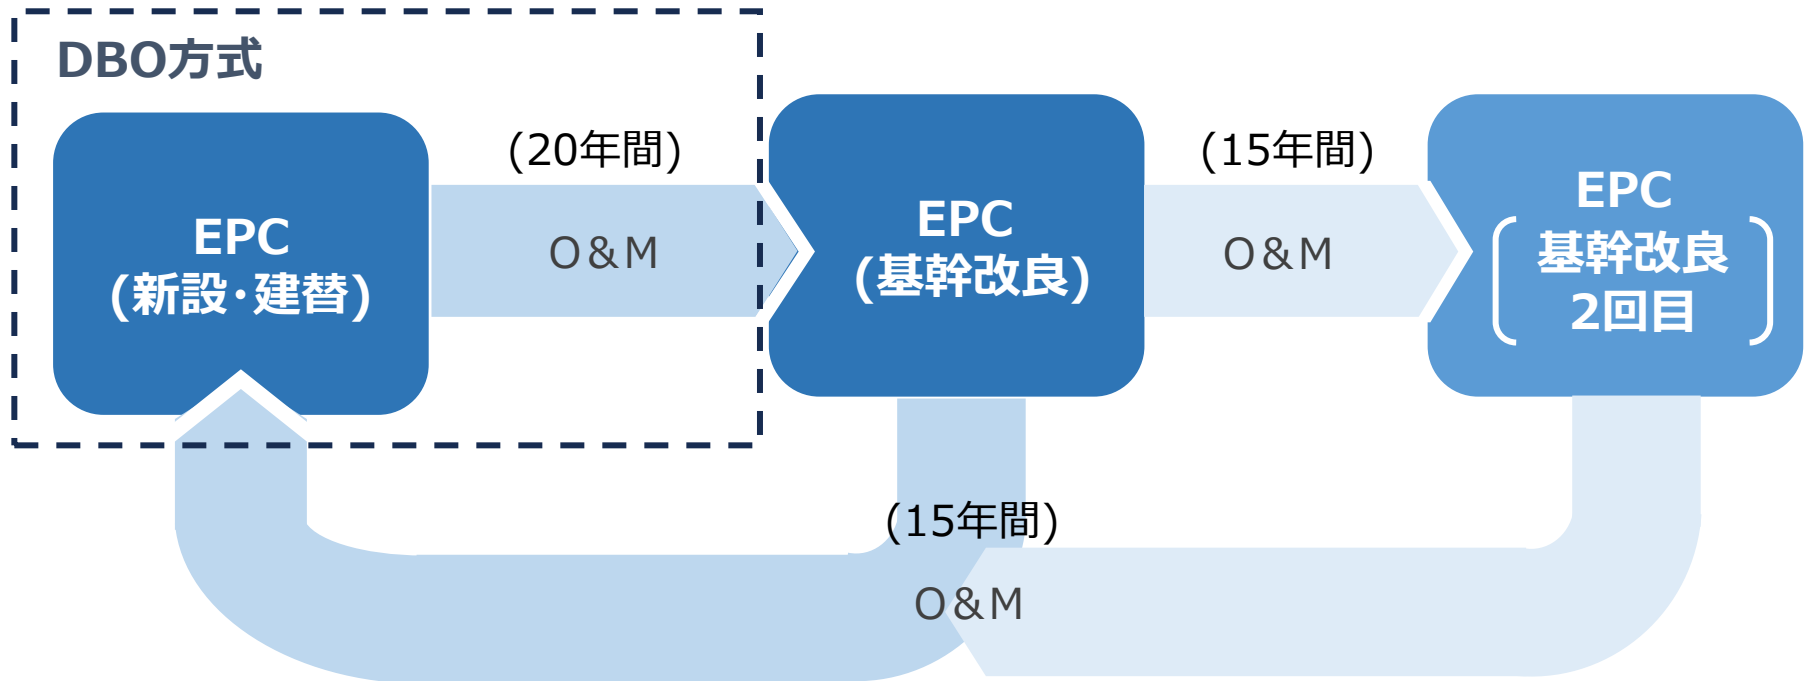 DBO方式
EPC
(新設・建替)
(20年間)
O&M
EPC
(基幹改良)
(15年間)
O&M
EPC
基幹改良
2回目
(15年間)
O&M